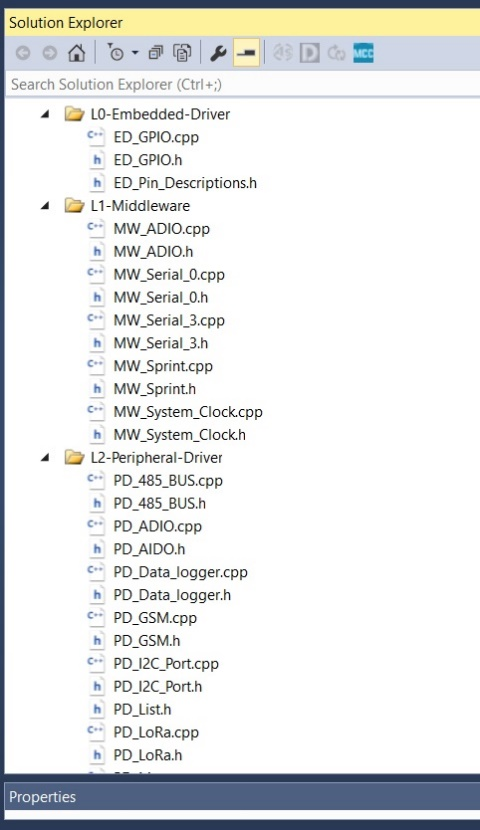 Solution Explorer
MCC
Search Solution Explorer (Ctrl+;)
L0-Embedded-Driver
C++ ED_GPIO.cpp
h ED_GPIO.h
h ED_Pin_Descriptions.h
L1-Middleware
C++ MW_ADIO.cpp
h MW_ADIO.h
C++ MW_Serial_0.cpp
h MW_Serial_0.h
C++ MW_Serial_3.cpp
h MW_Serial_3.h
C++ MW_Sprint.cpp
h MW_Sprint.h
C++ MW_System_Clock.cpp
h MW_System_Clock.h
L2-Peripheral-Driver
C++ PD_485_BUS.cpp
h PD_485_BUS.h
C++ PD_ADIO.cpp
h PD_AIDO.h
C++ PD_Data_logger.cpp
h PD_Data_logger.h
C++ PD_GSM.cpp
h PD_GSM.h
C++ PD_I2C_Port.cpp
h PD_I2C_Port.h
h PD_List.h
C++ PD_LoRa.cpp
h PD_LoRa.h
Properties